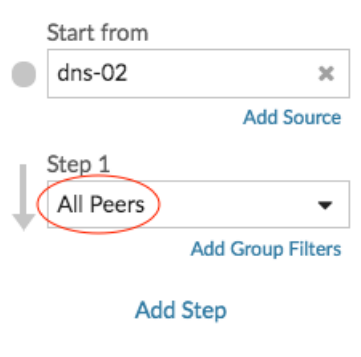 Start from
dns-02
Add Source
Step 1
All Peers
Add Group Filters
Add Step